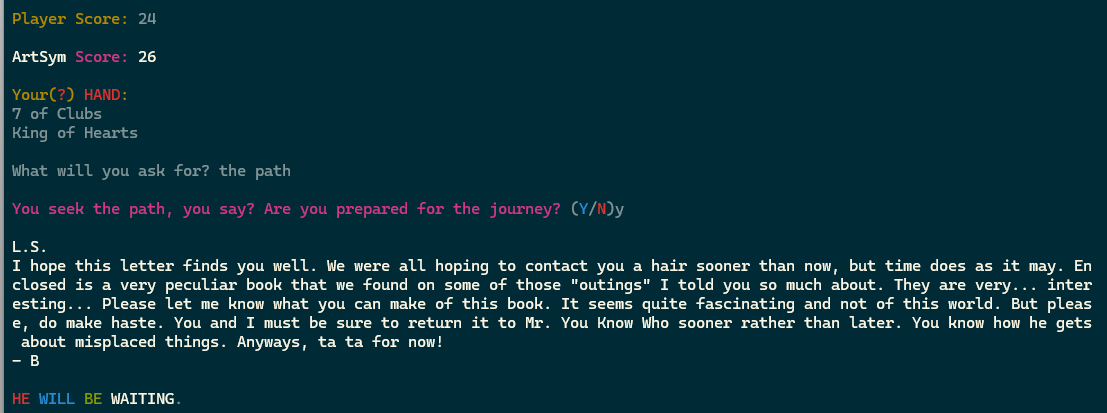 Player Score: 24
ArtSym Score: 26
Your(?) HAND:
7 of Clubs
King of Hearts
What will you ask for? the path
You seek the path, you say? Are you prepared for the journey? (Y/N)y
L.S.
I hope this letter finds you well. We were all hoping to contact you a hair sooner than now, but time does as it may. En
closed is a very peculiar book that we found on some of those "outings" I told you so much about. They are very... inter
esting... Please let me know what you can make of this book. It seems quite fascinating and not of this world. But pleas
e, do make haste. You and I must be sure to return it to Mr. You Know Who sooner rather than later. You know how he gets
 about misplaced things. Anyways, ta ta for now!
- B
HE WILL BE WAITING.